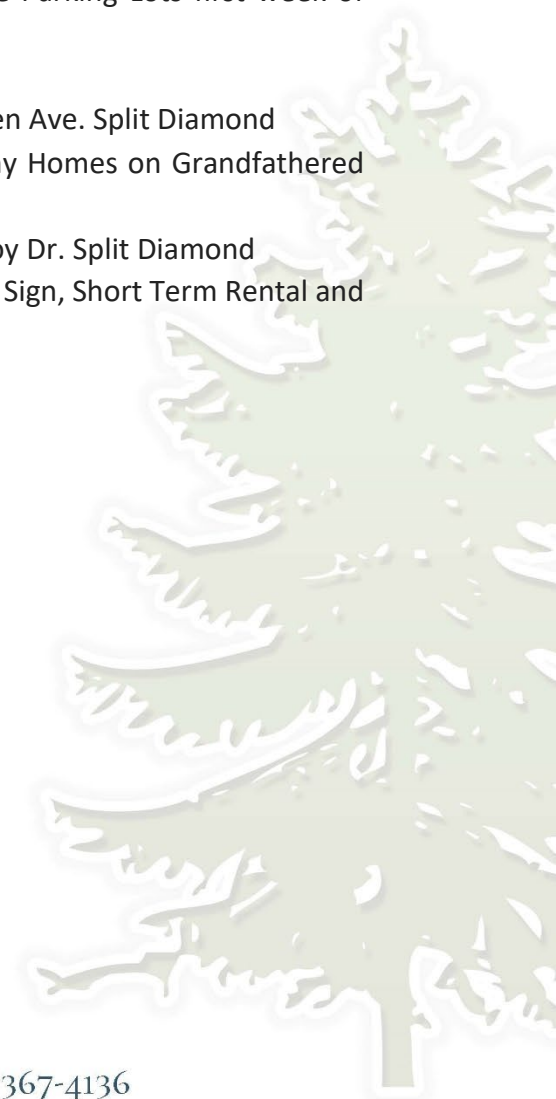 Parking Lots first week of
en Ave. Split Diamond
Homes on Grandfathered
Dr. Split Diamond
Sign, Short Term Rental and
367-4136